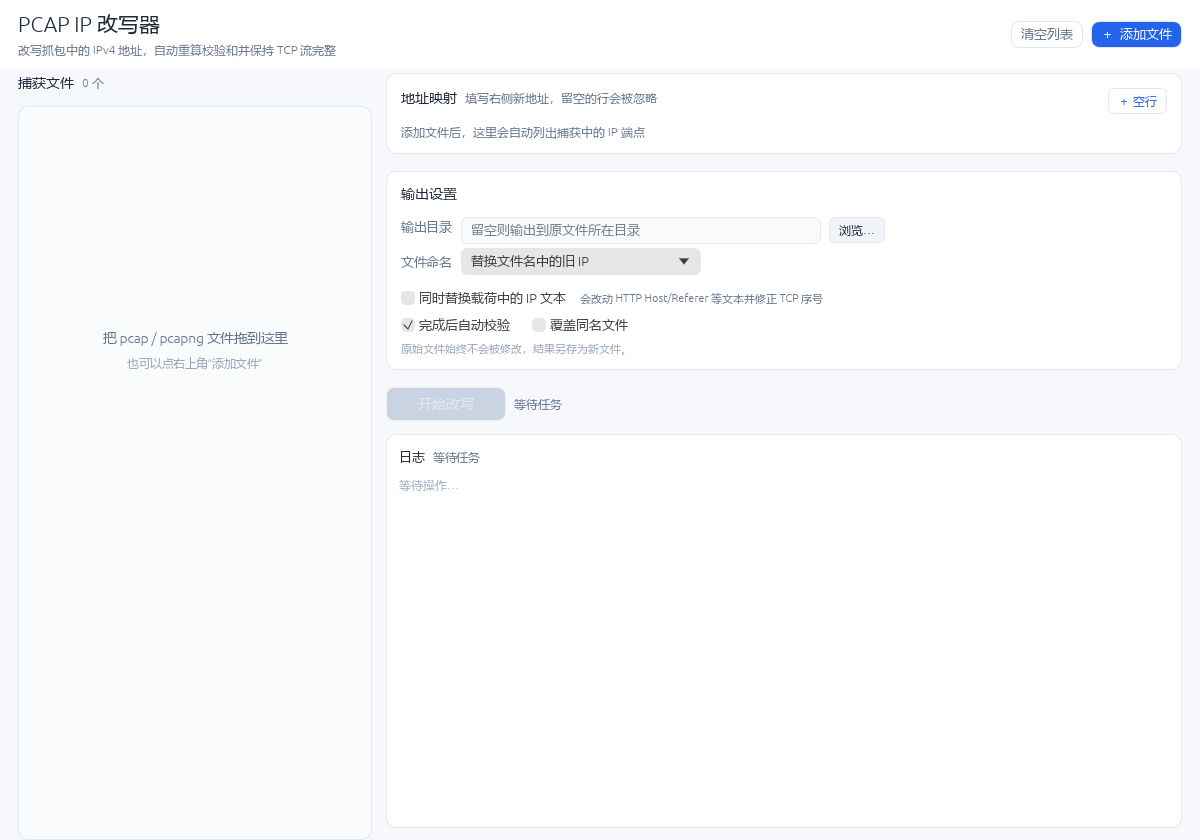 PCAP IP 改写器
改写抓包中的 IPv4 地址，自动重算校验和并保持 TCP 流完整
清空列表
+ 添加文件
捕获文件 0 个
把 pcap / pcapng 文件拖到这里
也可以点右上角“添加文件”
地址映射 填写右侧新地址，留空的行会被忽略
+ 空行
添加文件后，这里会自动列出捕获中的 IP 端点
输出设置
输出目录 留空则输出到原文件所在目录 浏览…
文件命名 替换文件名中的旧 IP
同时替换载荷中的 IP 文本 会改动 HTTP Host/Referer 等文本并修正 TCP 序号
完成后自动校验 覆盖同名文件
原始文件始终不会被修改，结果另存为新文件。
开始改写 等待任务
日志 等待任务
等待操作…